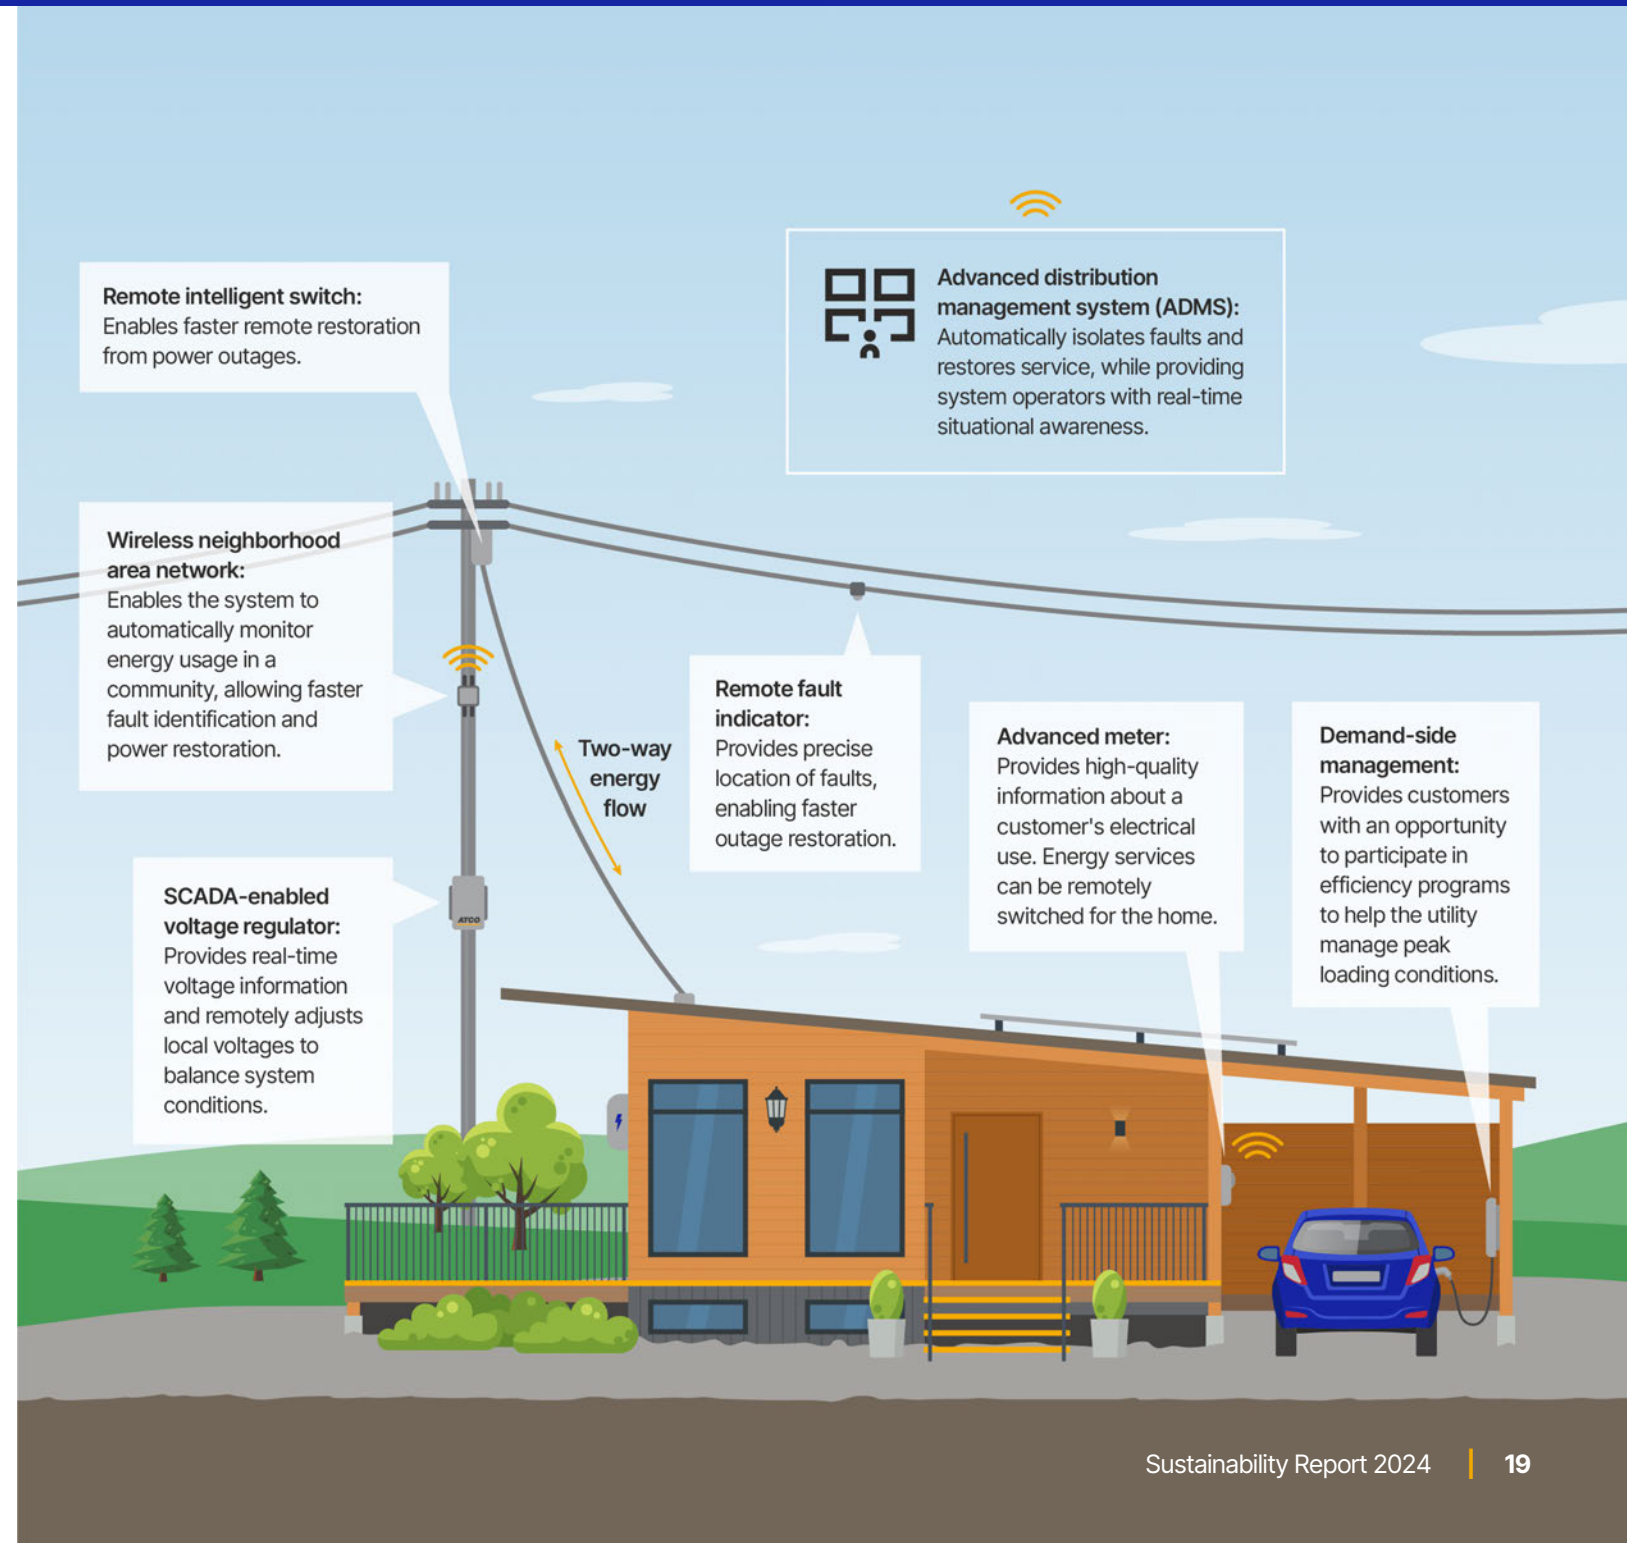 Remote intelligent switch:
Enables faster remote restoration
from power outages.
Advanced distribution
management system (ADMS):
Automatically isolates faults and
restores service, while providing
system operators with real-time
situational awareness.
Wireless neighborhood
area network:
Enables the system to
automatically monitor
energy usage in a
community, allowing faster
fault identification and
power restoration.
Two-way
energy
flow
Remote fault
indicator:
Provides precise
location of faults,
enabling faster
outage restoration.
Advanced meter:
Provides high-quality
information about a
customer's electrical
use. Energy services
can be remotely
switched for the home.
Demand-side
management:
Provides customers
with an opportunity
to participate in
efficiency programs
to help the utility
manage peak
loading conditions.
SCADA-enabled
voltage regulator:
Provides real-time
voltage information
and remotely adjusts
local voltages to
balance system
conditions.
ATCO
Sustainability Report 2024 | 19